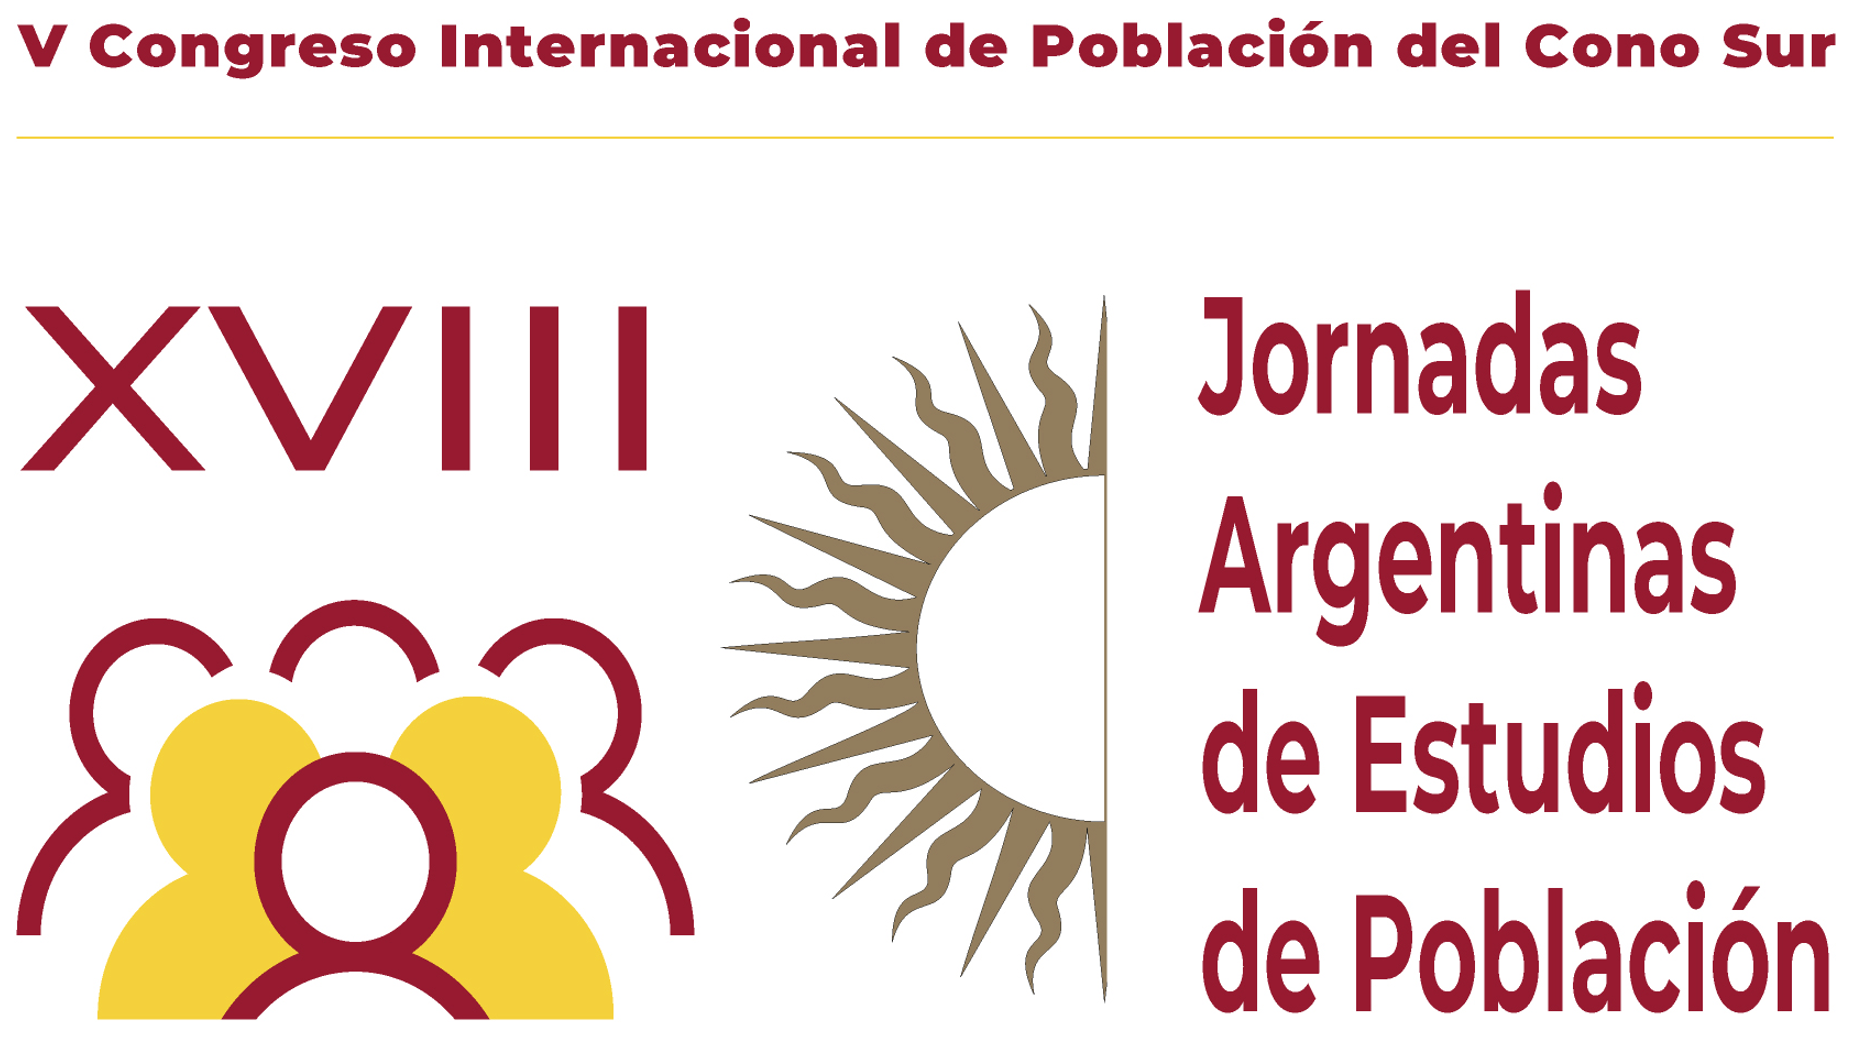 V Congreso Internacional de Población del Cono Sur
XVIII
Jornadas
Argentinas
de Estudios
de Población